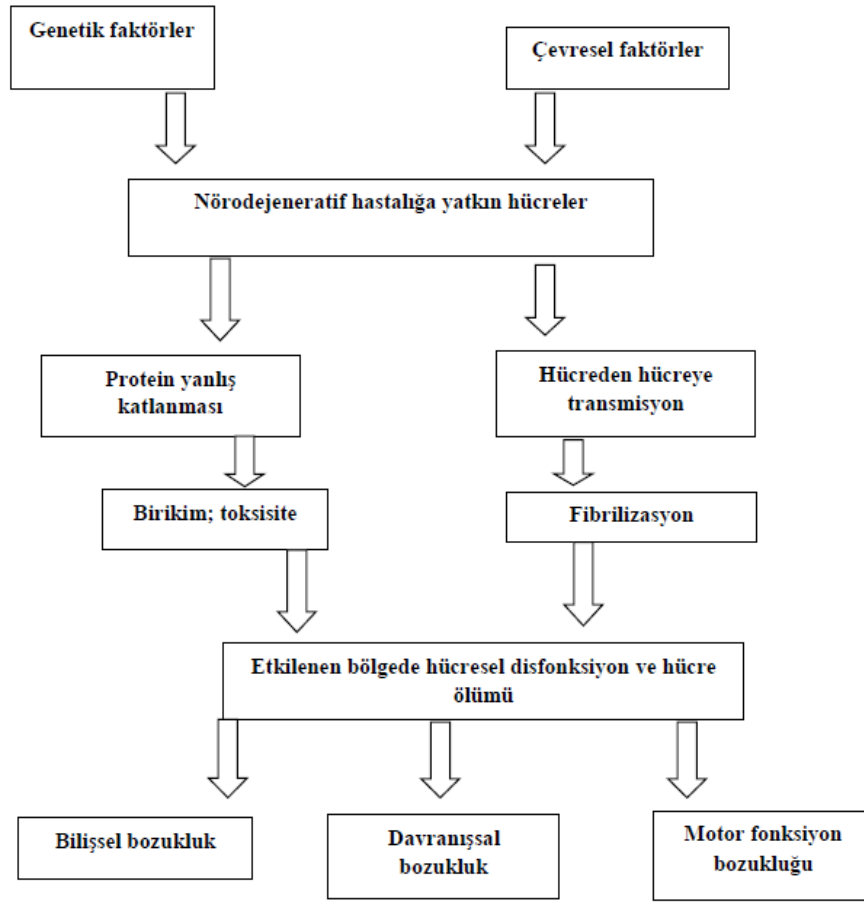 Genetik faktörler
Çevresel faktörler
Nörodejeneratif hastalığa yatkın hücreler
Protein yanlış
katlanması
Hücreden hücreye
transmisyon
Birikim; toksisite
Fibrilizasyon
Etkilenen bölgede hücresel disfonksiyon ve hücre
ölümü
Bilişsel bozukluk
Davranışsal
bozukluk
Motor fonksiyon
bozukluğu